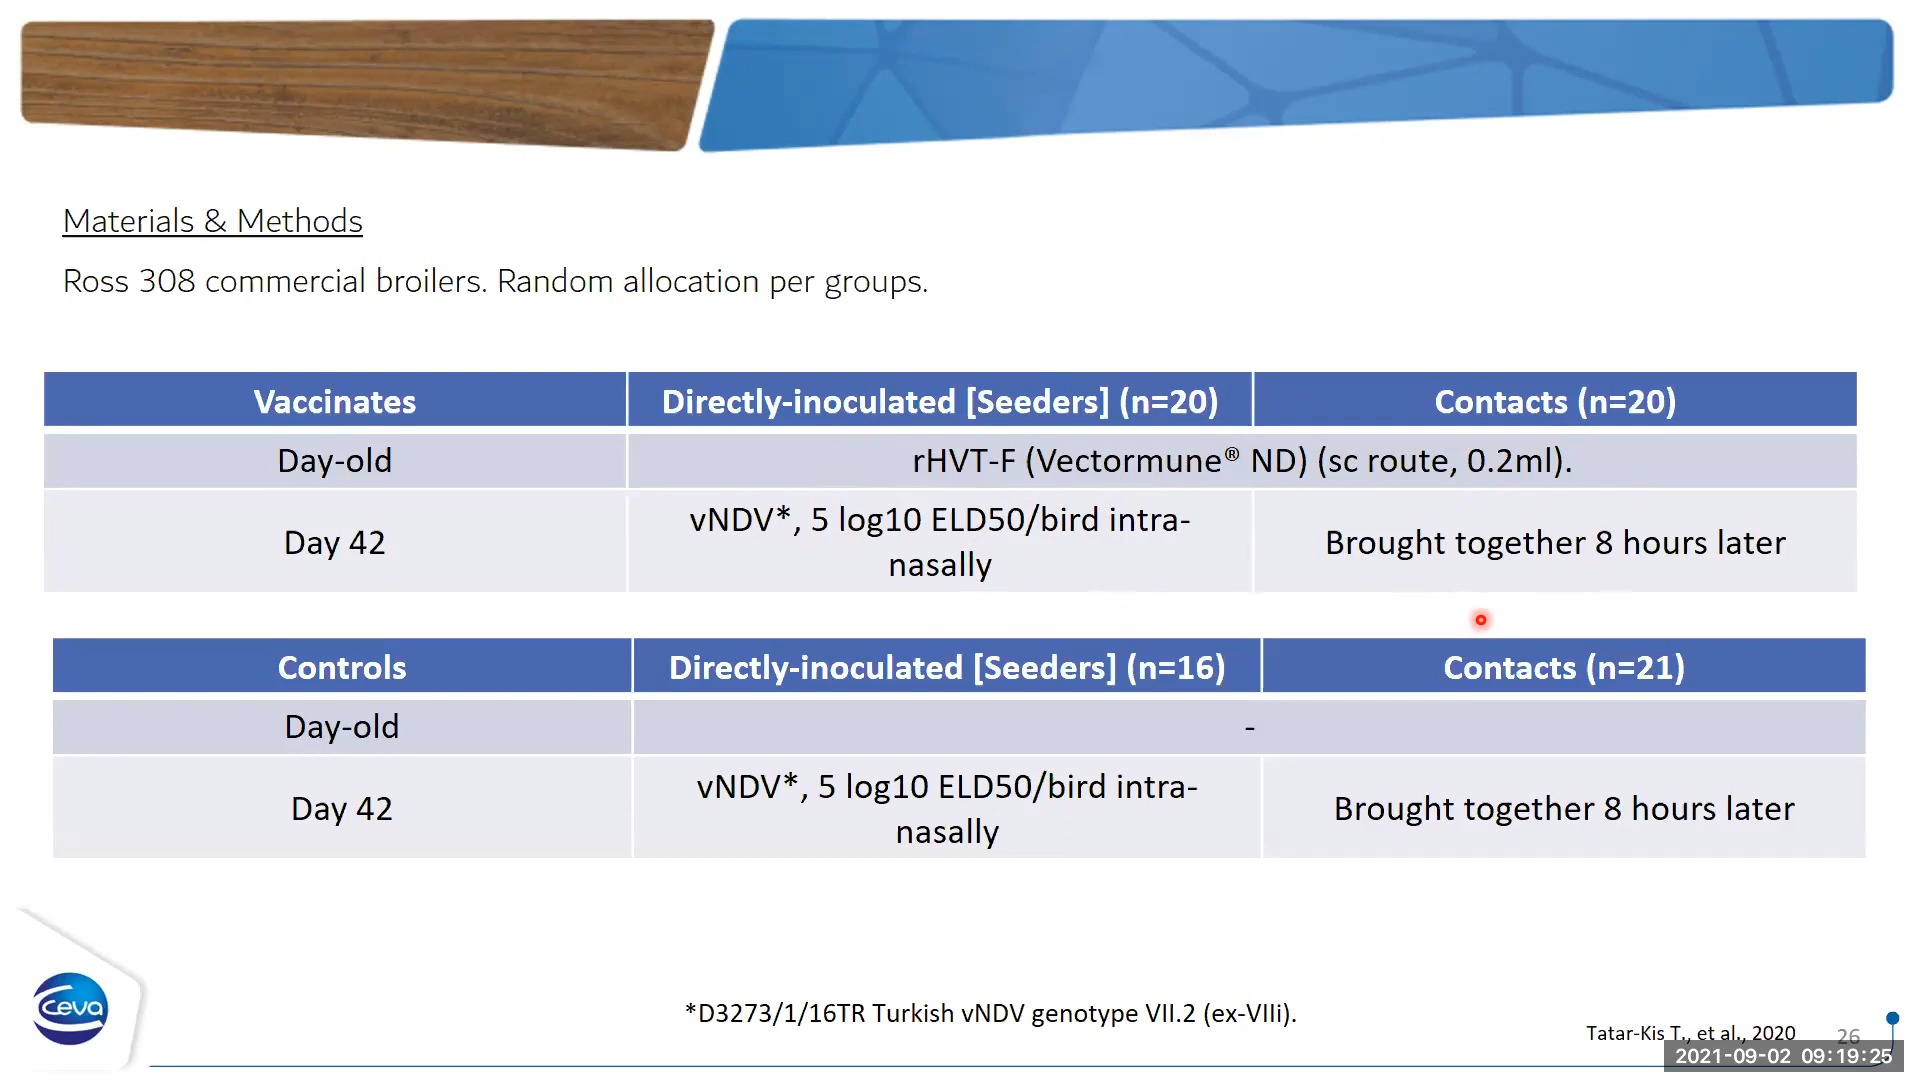 Materials & Methods
Ross 308 commercial broilers. Random allocation per groups.
Vaccinates
Directly-inoculated [Seeders] (n=20)
Contacts (n=20)
Day-old
rHVT-F (Vectormune® ND) (sc route, 0.2ml).
Day 42
vNDV*, 5 log10 ELD50/bird intra-
nasally
Brought together 8 hours later
Controls
Directly-inoculated [Seeders] (n=16)
Contacts (n=21)
Day-old
-
Day 42
vNDV*, 5 log10 ELD50/bird intra-
nasally
Brought together 8 hours later
ceva
*D3273/1/16TR Turkish vNDV genotype VII.2 (ex-VIIi).
Tatar-Kis T., et al., 2020
26
2021-09-02 09:19:25